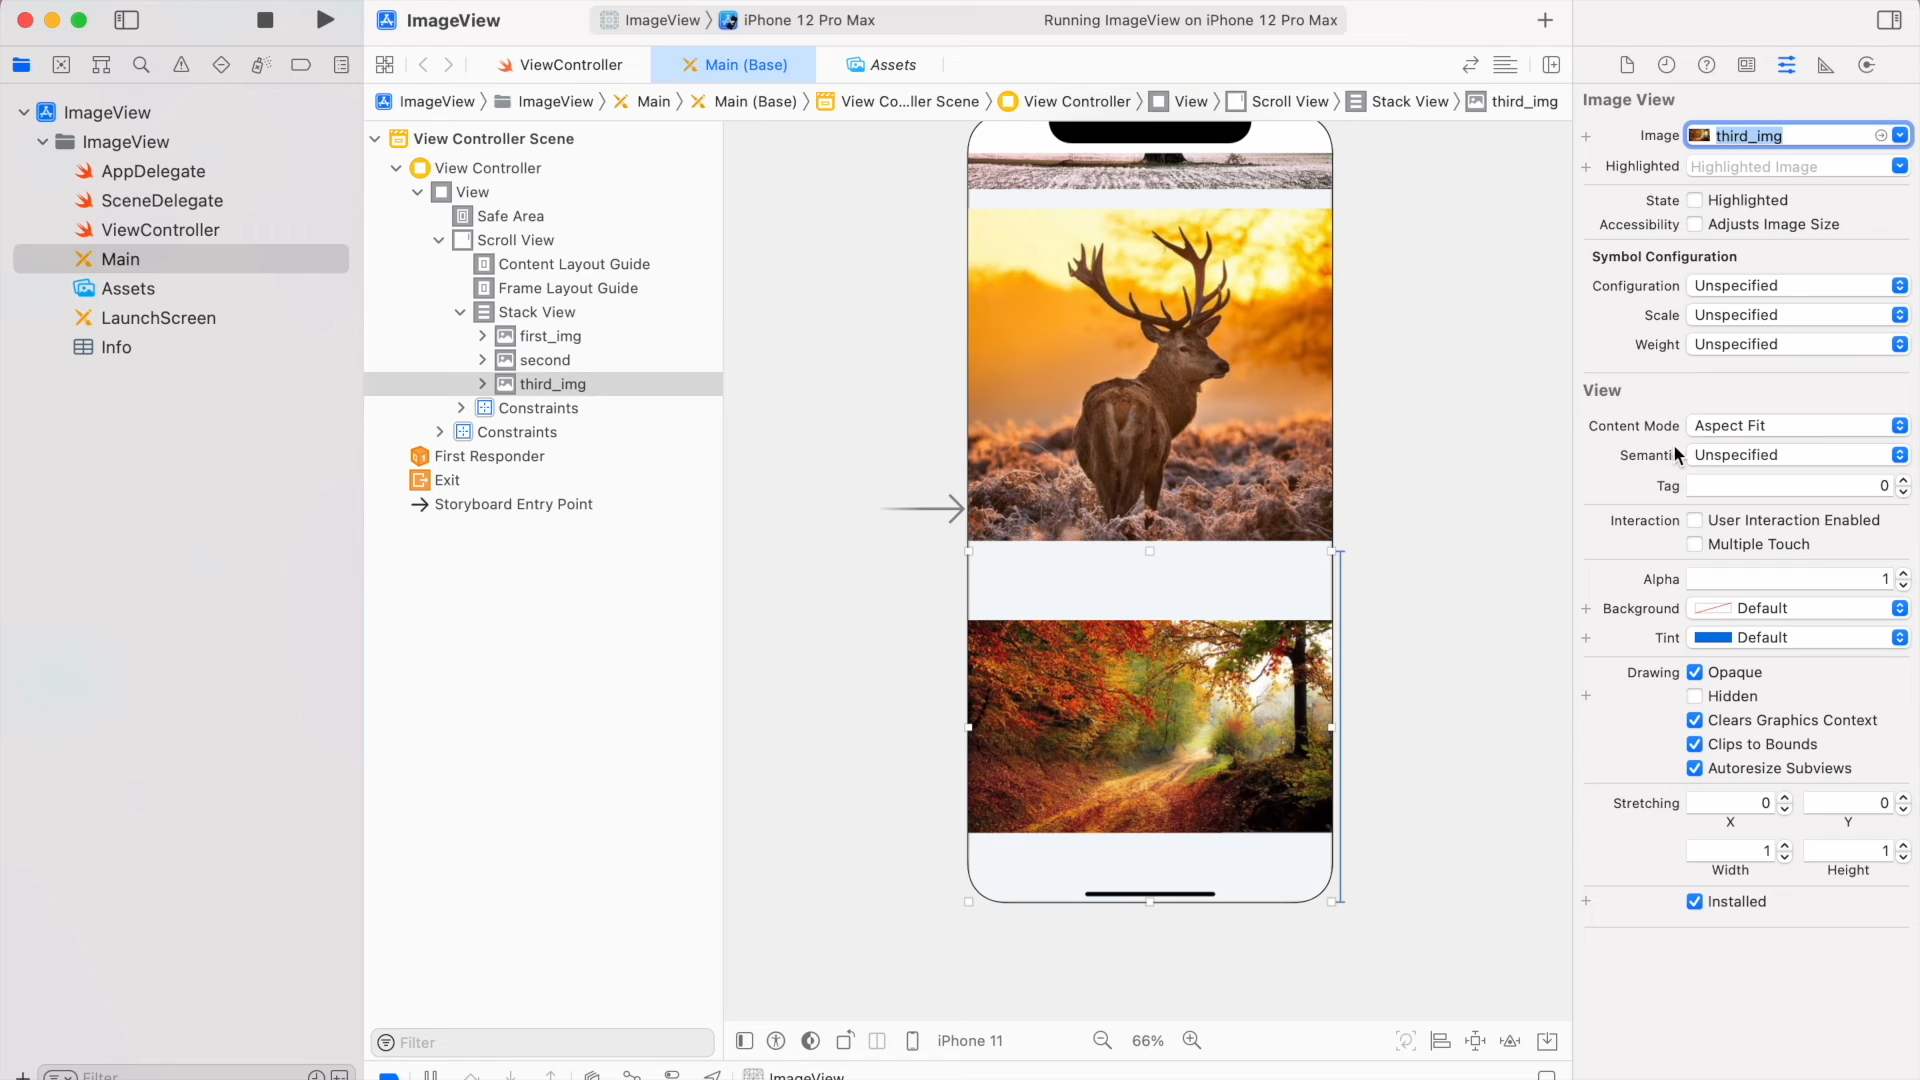 ImageView
ImageView 〉 iPhone 12 Pro Max
Running ImageView on iPhone 12 Pro Max
ViewController
Main (Base)
Assets
ImageView 〉 ImageView 〉 Main 〉 Main (Base) 〉 View Co...ller Scene 〉 View Controller 〉 View 〉 Scroll View 〉 Stack View 〉 third_img
ImageView
ImageView
AppDelegate
SceneDelegate
ViewController
Main
Assets
LaunchScreen
Info
Filter
View Controller Scene
View Controller
View
Safe Area
Scroll View
Content Layout Guide
Frame Layout Guide
Stack View
first_img
second
third_img
Constraints
Constraints
First Responder
Exit
Storyboard Entry Point
Filter
iPhone 11
66%
ImageView
Image View
Image third_img
Highlighted Highlighted Image
State Highlighted
Accessibility Adjusts Image Size
Symbol Configuration
Configuration Unspecified
Scale Unspecified
Weight Unspecified
View
Content Mode Aspect Fit
Semanti Unspecified
Tag 0
Interaction User Interaction Enabled
Multiple Touch
Alpha 1
Background Default
Tint Default
Drawing Opaque
Hidden
Clears Graphics Context
Clips to Bounds
Autoresize Subviews
Stretching 0 0
X Y
1 1
Width Height
Installed